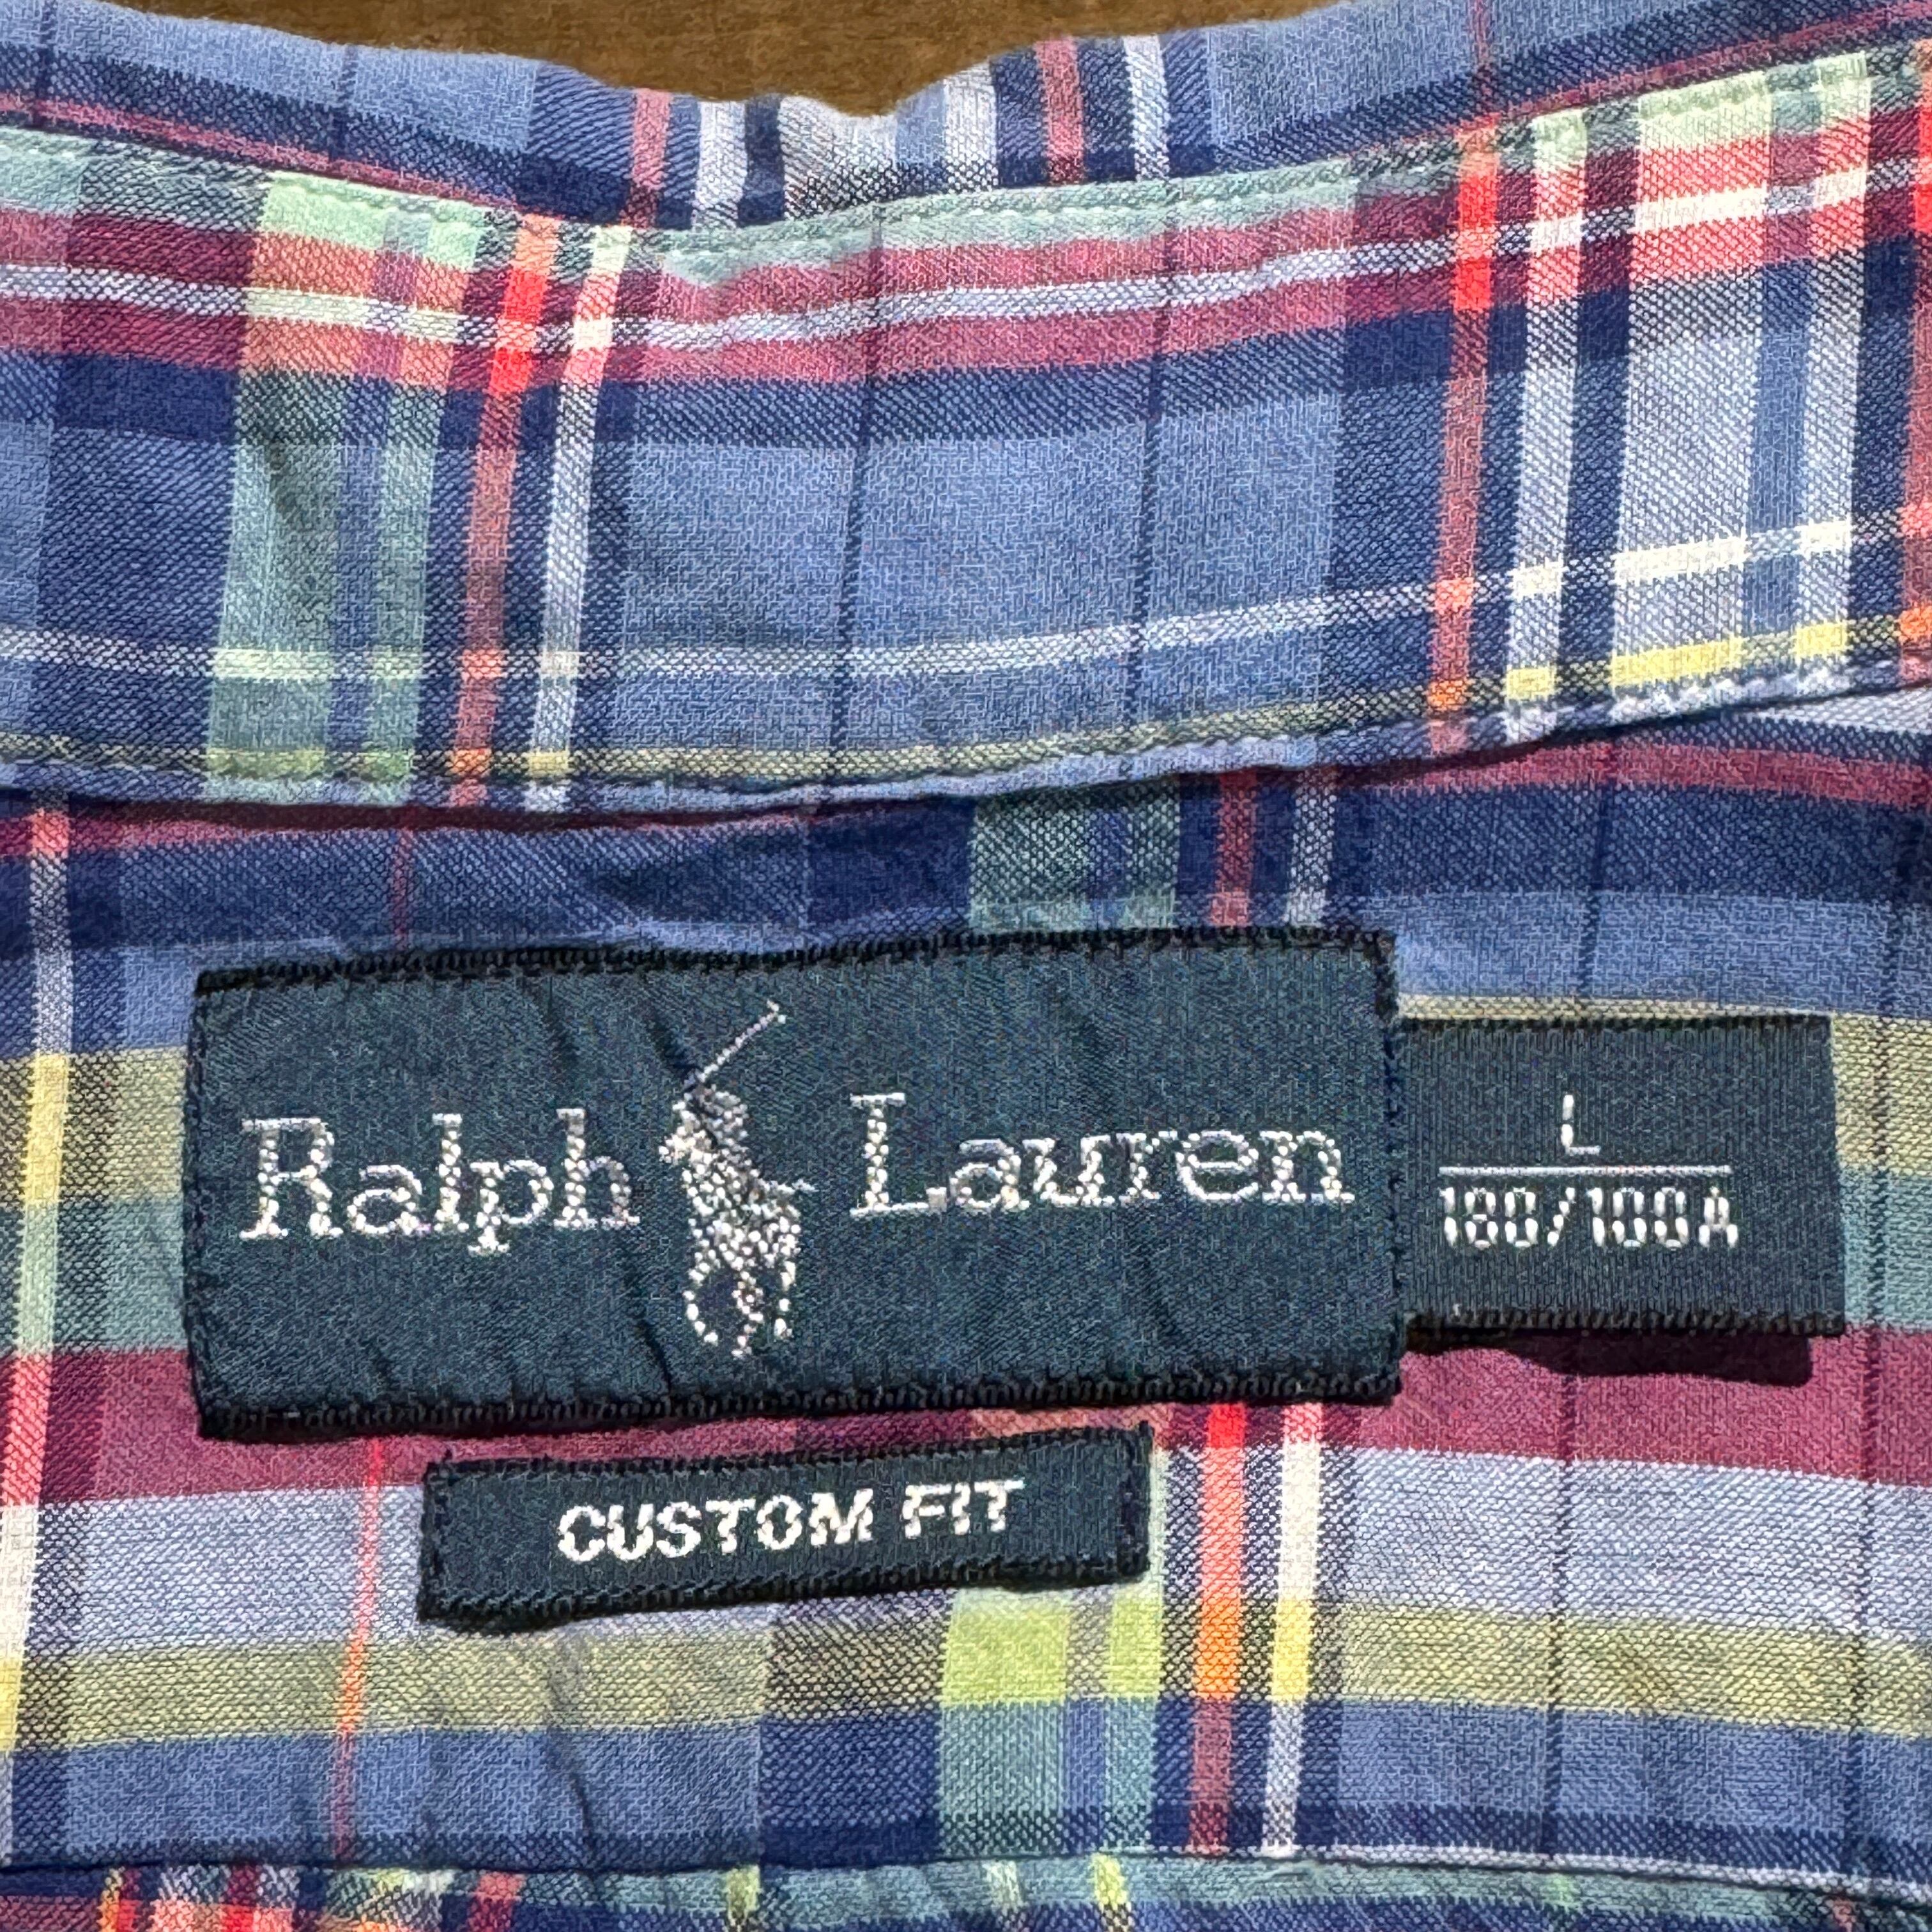 Ralph Lauren
L
180/100A
CUSTOM FIT